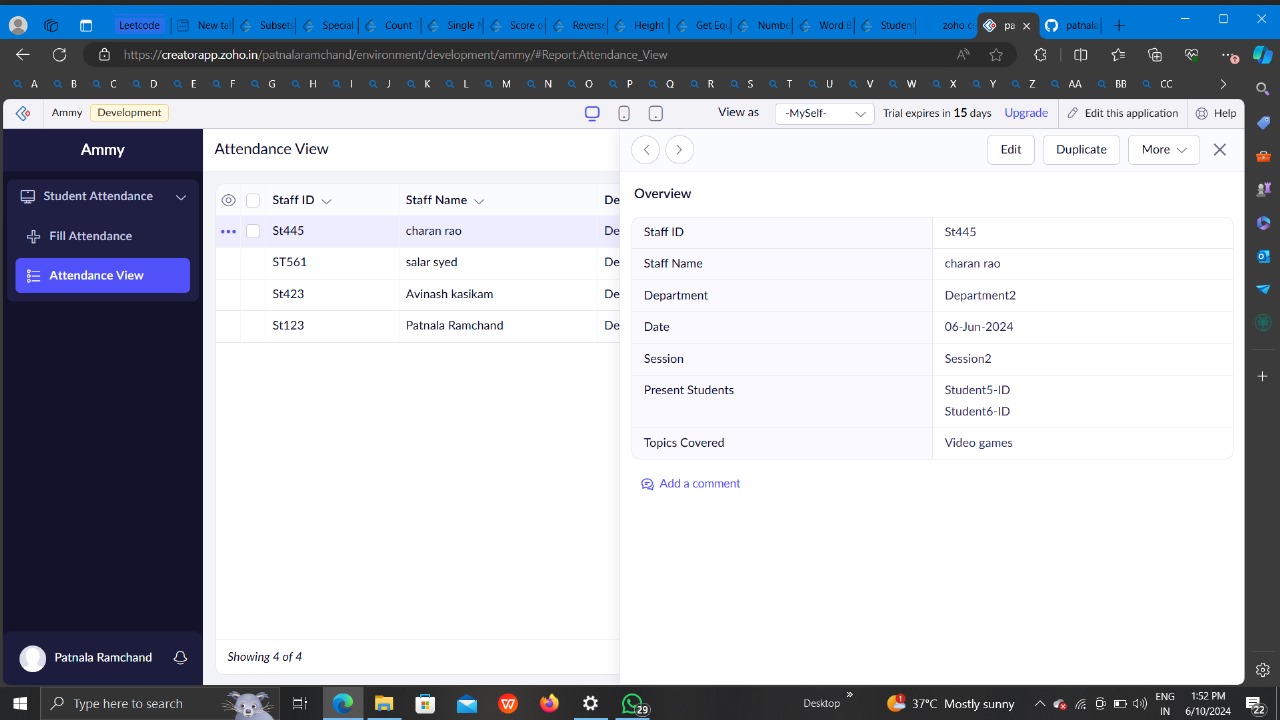 Leetcode New tal Subsets Special Count Single N Score o Reverse Height Get Equ Numbe Word B Student zoho c pa patnala
https://creatorapp.zoho.in/patnalaramchand/environment/development/ammy/#Report:Attendance_View
A B C D E F G H I J K L M N O P Q R S T U V W X Y Z AA BB CC
Ammy Development View as -MySelf- Trial expires in 15 days Upgrade Edit this application Help
Ammy
Attendance View
Edit Duplicate More
Student Attendance
Fill Attendance
Attendance View
Staff ID Staff Name De
St445 charan rao De
ST561 salar syed De
St423 Avinash kasikam De
St123 Patnala Ramchand De
Showing 4 of 4
Overview
Staff ID St445
Staff Name charan rao
Department Department2
Date 06-Jun-2024
Session Session2
Present Students Student5-ID
Student6-ID
Topics Covered Video games
Add a comment
Patnala Ramchand
Type here to search
29
Desktop
37°C Mostly sunny
ENG
IN
1:52 PM
6/10/2024
22